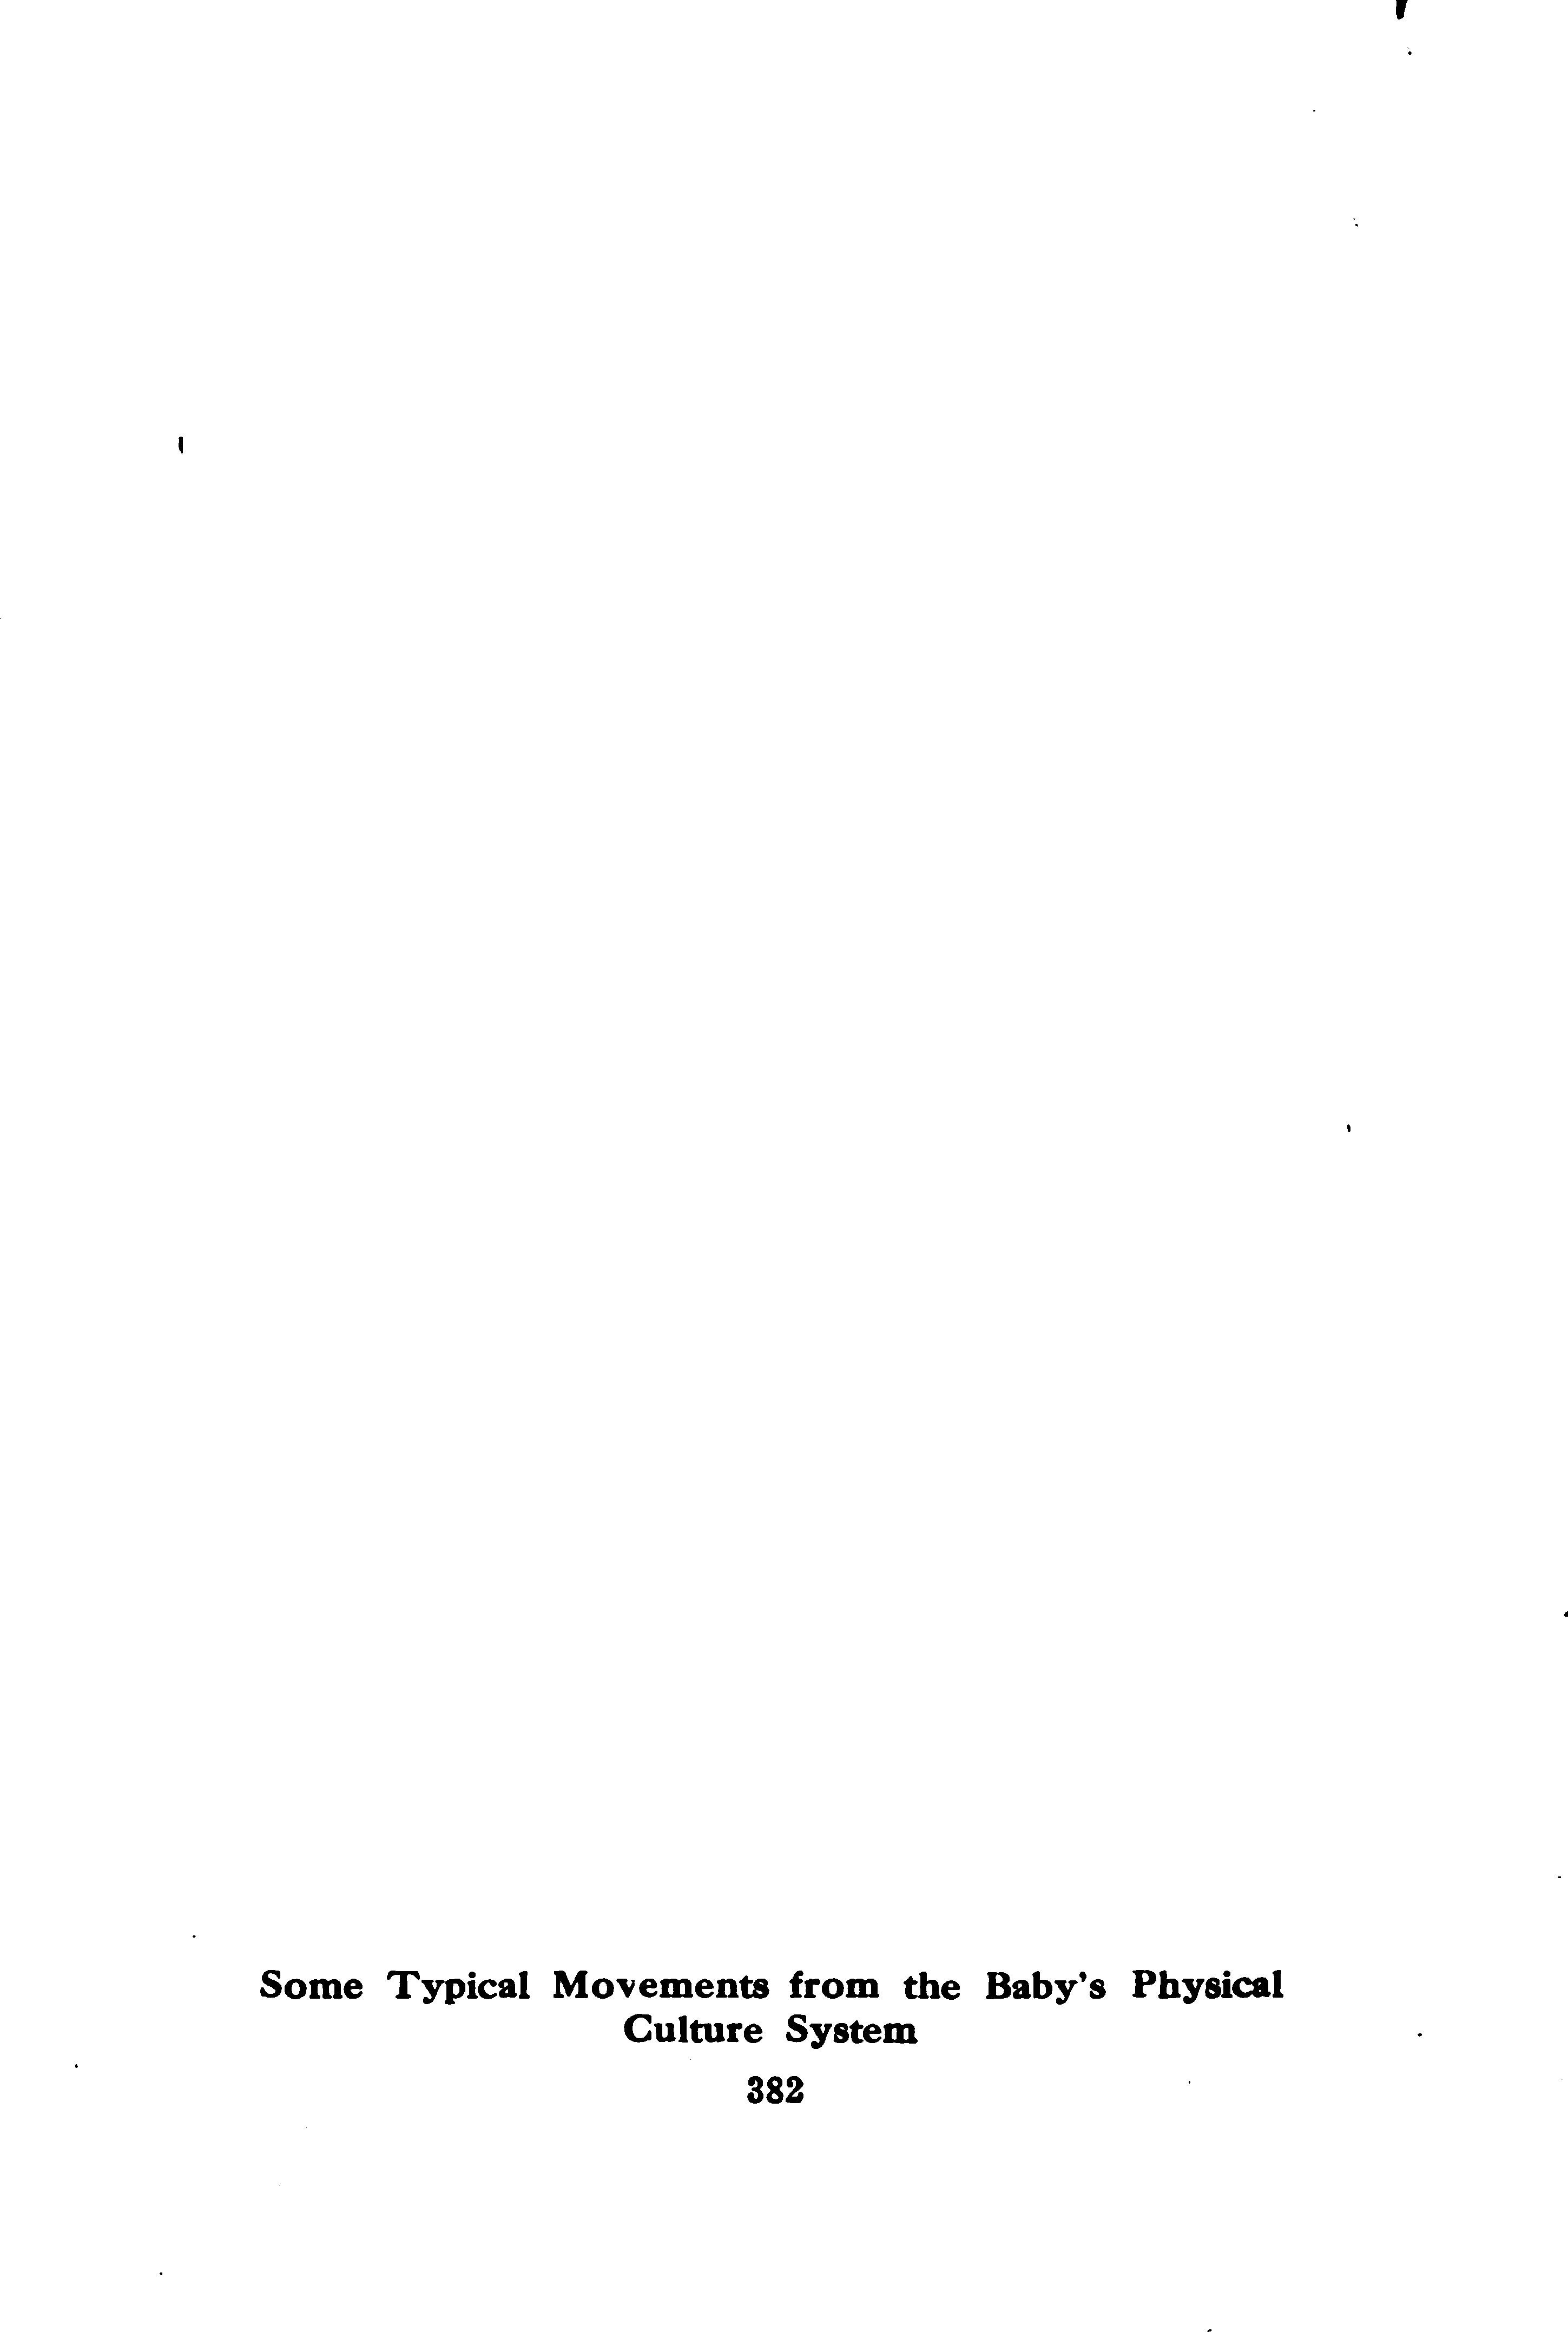 Some Typical Movements from the Baby's Physical
Culture System
382